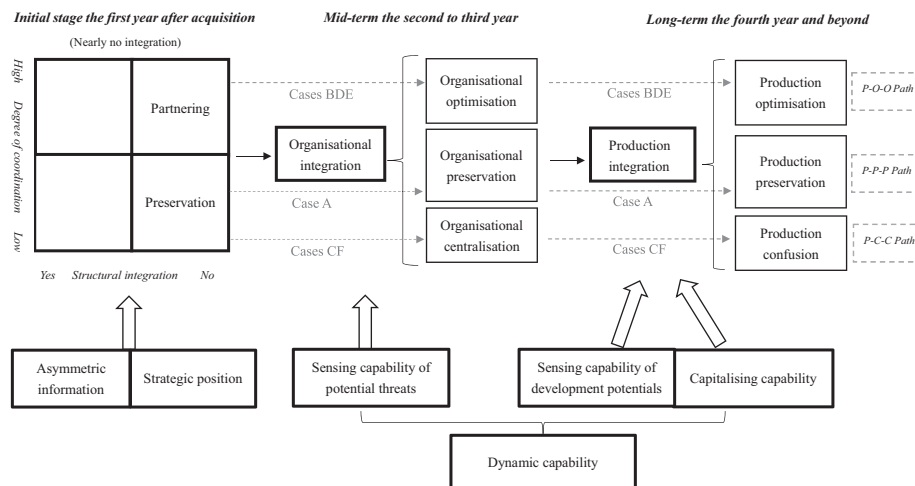 Initial stage the first year after acquisition
Mid-term the second to third year
Long-term the fourth year and beyond
(Nearly no integration)
High
Degree of coordination
Low
Partnering
Preservation
Yes
Structural integration
No
Cases BDE
Case A
Cases CF
Organisational
integration
Organisational
optimisation
Organisational
preservation
Organisational
centralisation
Cases BDE
Case A
Cases CF
Production
integration
Production
optimisation
Production
preservation
Production
confusion
P-O-O Path
P-P-P Path
P-C-C Path
Asymmetric
information
Strategic position
Sensing capability of
potential threats
Sensing capability of
development potentials
Capitalising capability
Dynamic capability